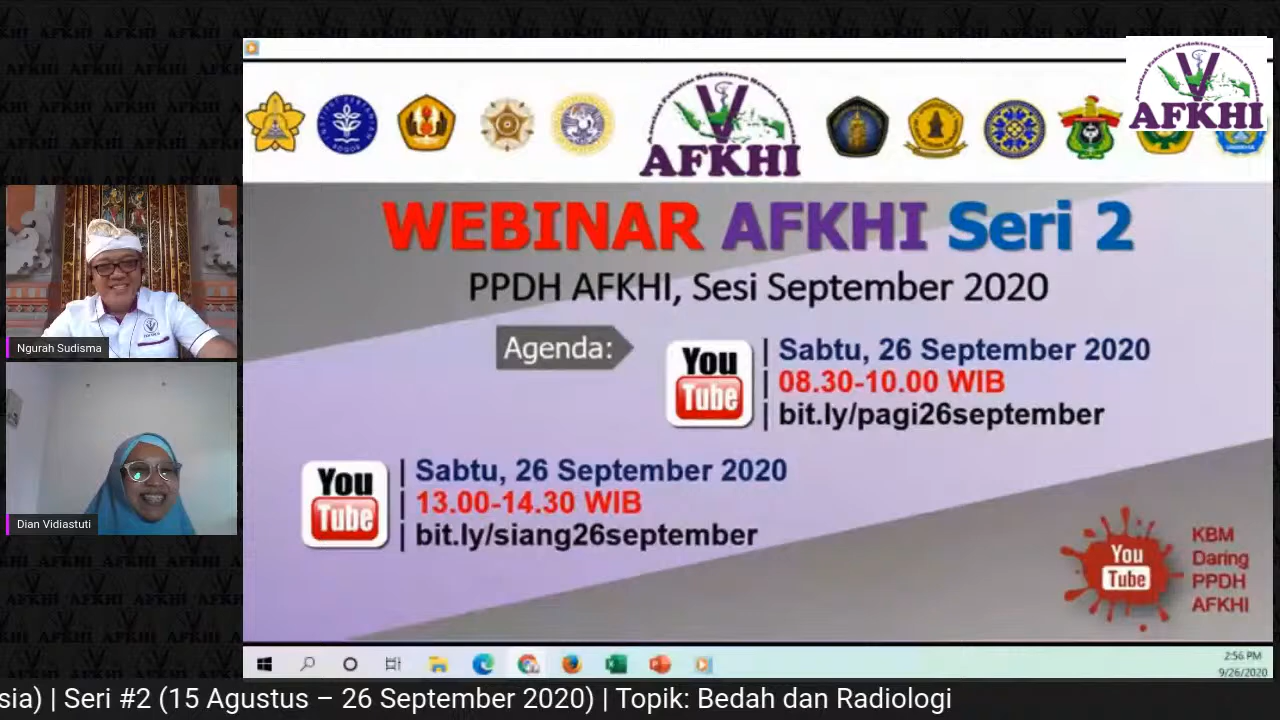 AFKHI
AFKHI
WEBINAR AFKHI Seri 2
PPDH AFKHI, Sesi September 2020
Agenda:
You
Tube
Sabtu, 26 September 2020
08.30-10.00 WIB
bit.ly/pagi26september
You
Tube
Sabtu, 26 September 2020
13.00-14.30 WIB
bit.ly/siang26september
You
Tube
KBM
Daring
PPDH
AFKHI
Ngurah Sudisma
Dian Vidiastuti
2:56 PM
9/26/2020
sia) | Seri #2 (15 Agustus – 26 September 2020) | Topik: Bedah dan Radiologi